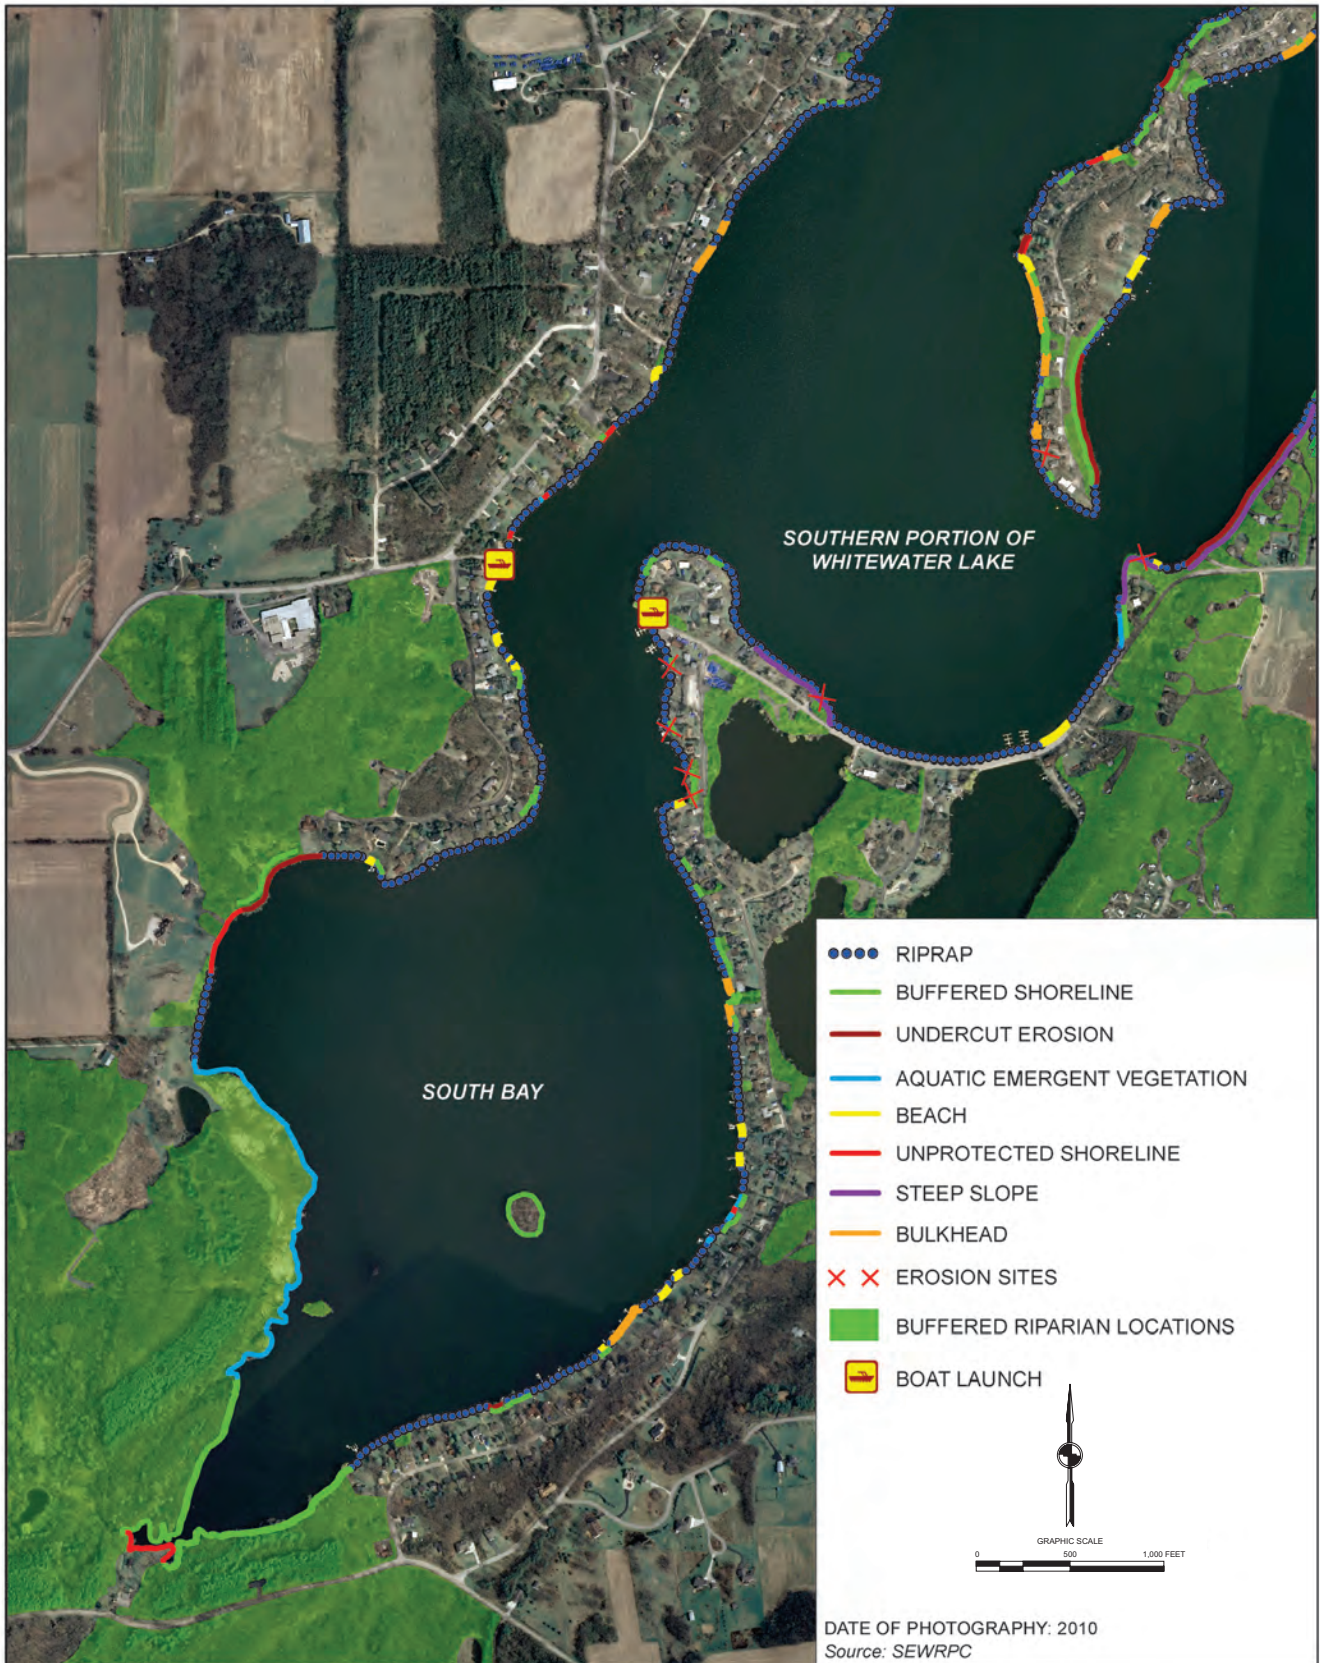 SOUTHERN PORTION OF
WHITEWATER LAKE
SOUTH BAY
RIPRAP
BUFFERED SHORELINE
UNDERCUT EROSION
AQUATIC EMERGENT VEGETATION
BEACH
UNPROTECTED SHORELINE
STEEP SLOPE
BULKHEAD
EROSION SITES
BUFFERED RIPARIAN LOCATIONS
BOAT LAUNCH
GRAPHIC SCALE
0 500 1,000 FEET
DATE OF PHOTOGRAPHY: 2010
Source: SEWRPC